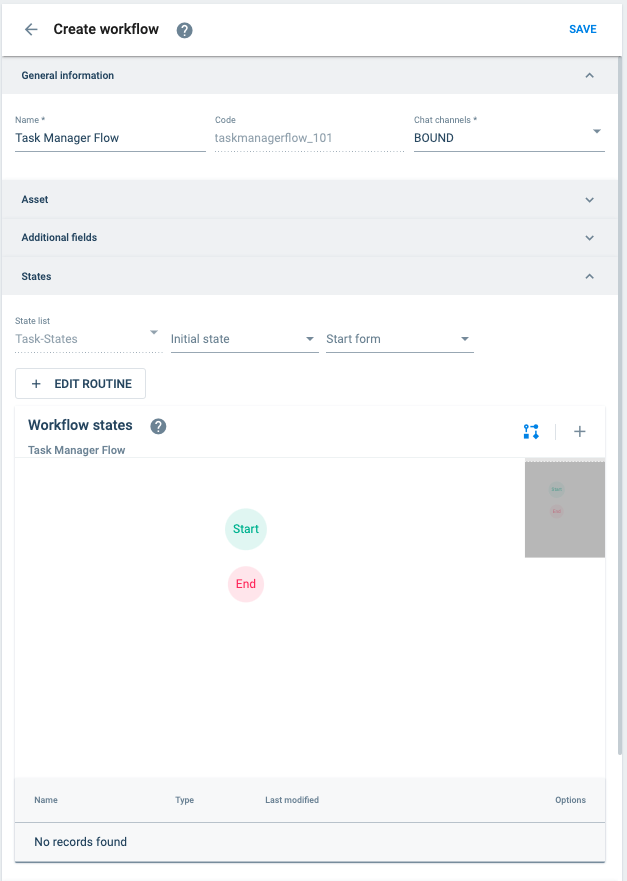 Create workflow ?
SAVE
General information
Name * Code Chat channels *
Task Manager Flow taskmanagerflow_101 BOUND
Asset
Additional fields
States
State list
Task-States Initial state Start form
+ EDIT ROUTINE
Workflow states ?
Task Manager Flow
Start
End
Start
End
Name Type Last modified Options
No records found